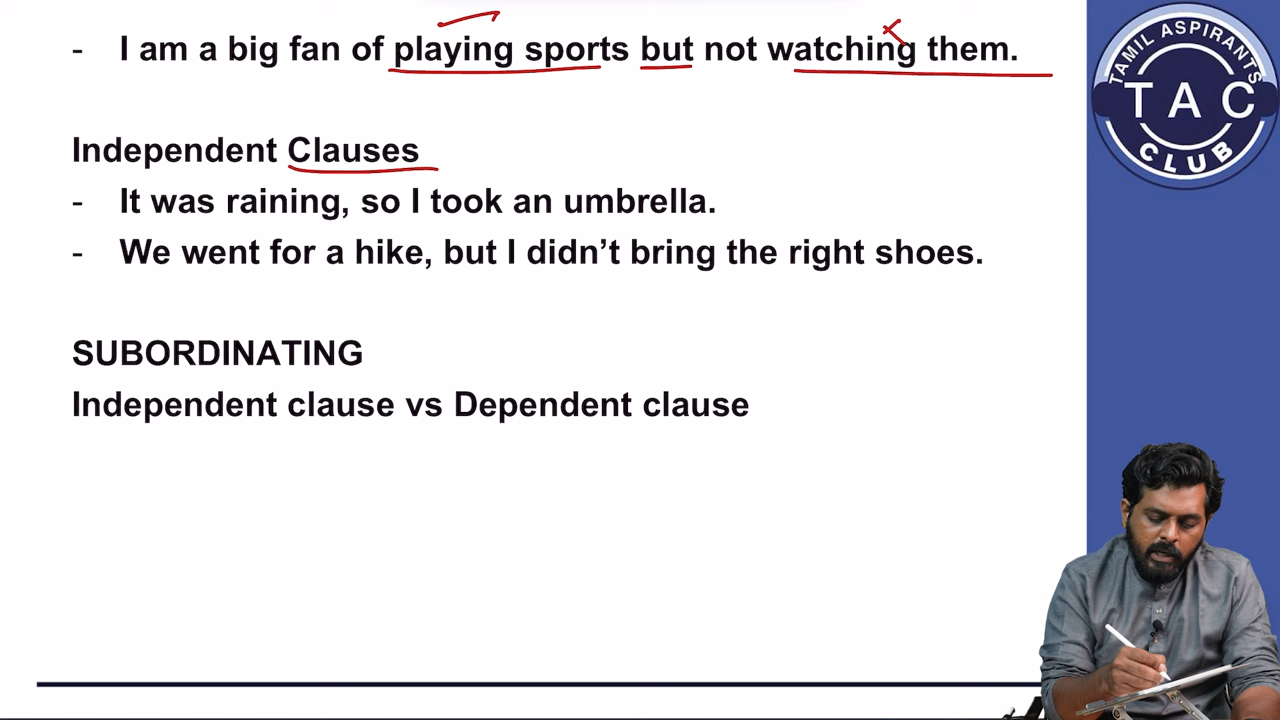 - I am a big fan of playing sports but not watching them.
Independent Clauses
- It was raining, so I took an umbrella.
- We went for a hike, but I didn’t bring the right shoes.
SUBORDINATING
Independent clause vs Dependent clause
TAMIL ASPIRANTS
TAC
CLUB